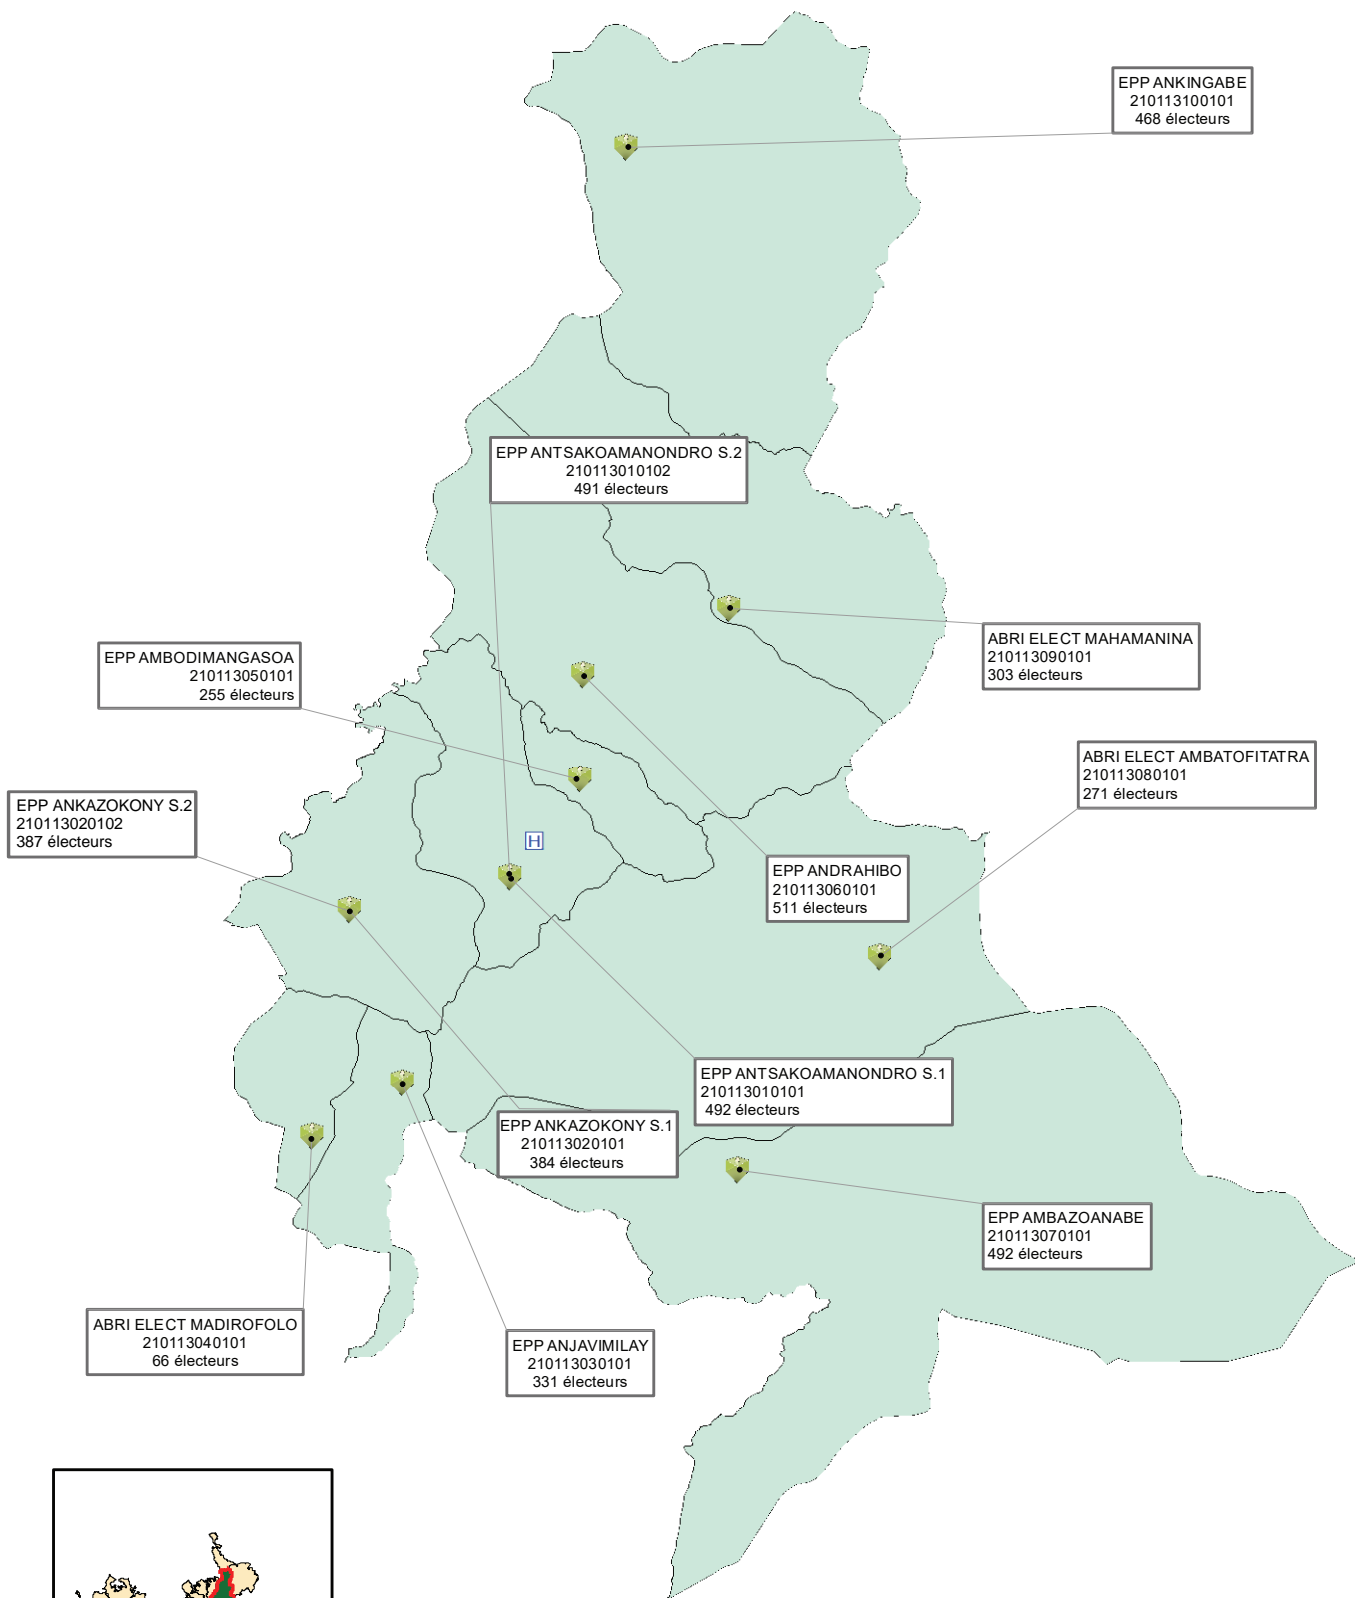 EPP ANKINGABE
210113100101
468 électeurs
EPP ANTSAKOAMANONDRO S.2
210113010102
491 électeurs
ABRI ELECT MAHAMANINA
210113090101
303 électeurs
EPP AMBODIMANGASOA
210113050101
255 électeurs
ABRI ELECT AMBATOFITATRA
210113080101
271 électeurs
EPP ANKAZOKONY S.2
210113020102
387 électeurs
H
EPP ANDRAHIBO
210113060101
511 électeurs
EPP ANTSAKOAMANONDRO S.1
210113010101
492 électeurs
EPP ANKAZOKONY S.1
210113020101
384 électeurs
EPP AMBAZOANABE
210113070101
492 électeurs
ABRI ELECT MADIROFOLO
210113040101
66 électeurs
EPP ANJAVIMILAY
210113030101
331 électeurs